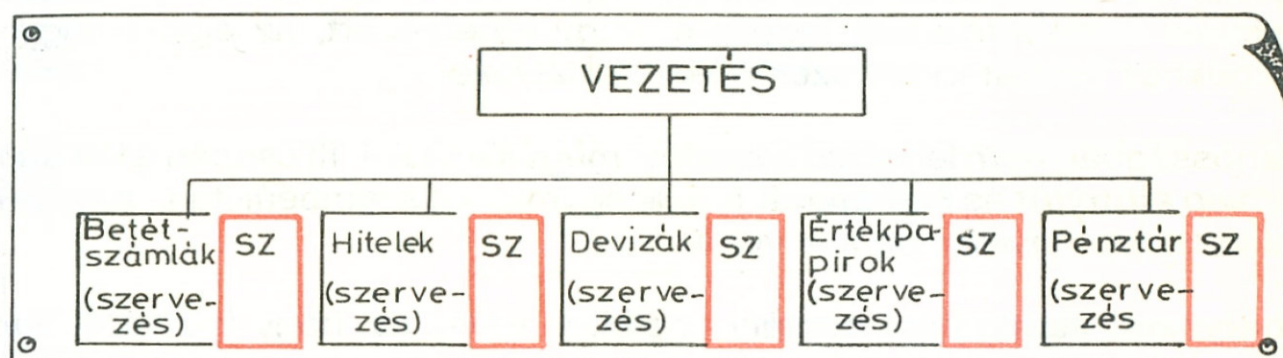 VEZETÉS
Betét-
számlák
(szerve-
zés)
SZ
Hitelek
(szerve-
zés)
SZ
Devizák
(szerve-
zés)
SZ
Értékpa-
pirok
(szerve-
zés)
SZ
Pénztár
(szerve-
zés
SZ